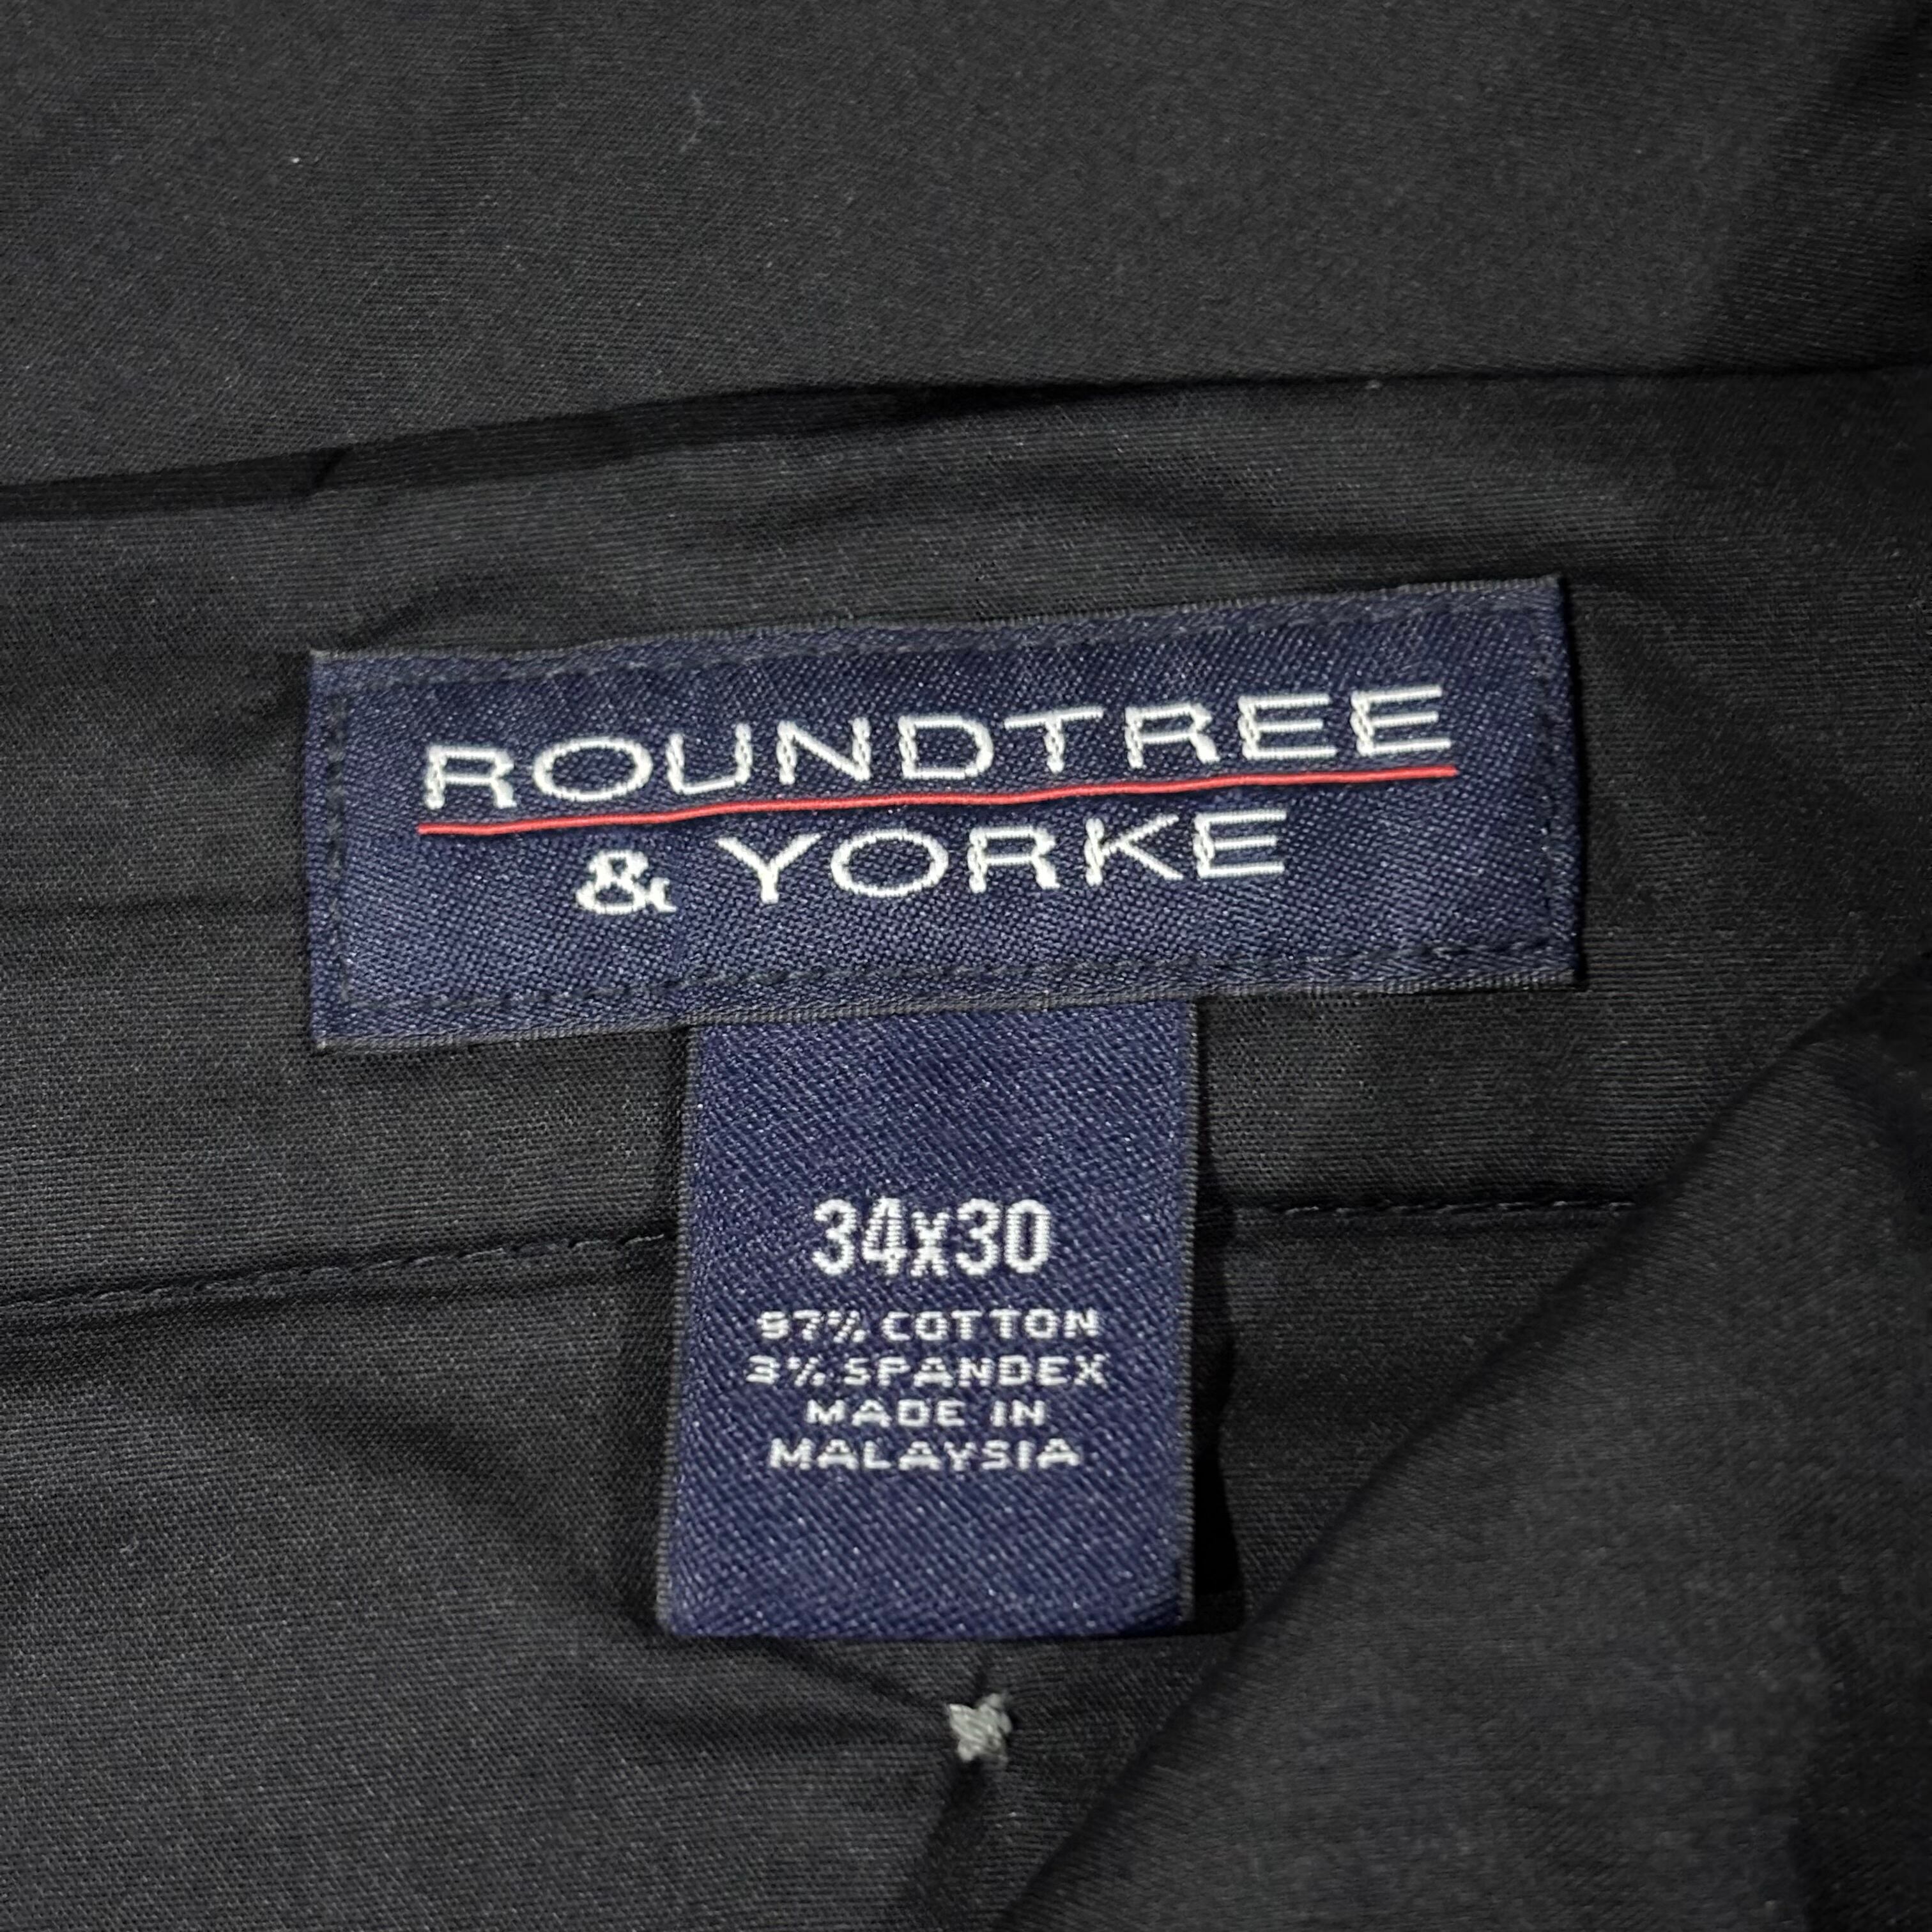 ROUNDTREE
& YORKE
34x30
97% COTTON
3% SPANDEX
MADE IN
MALAYSIA